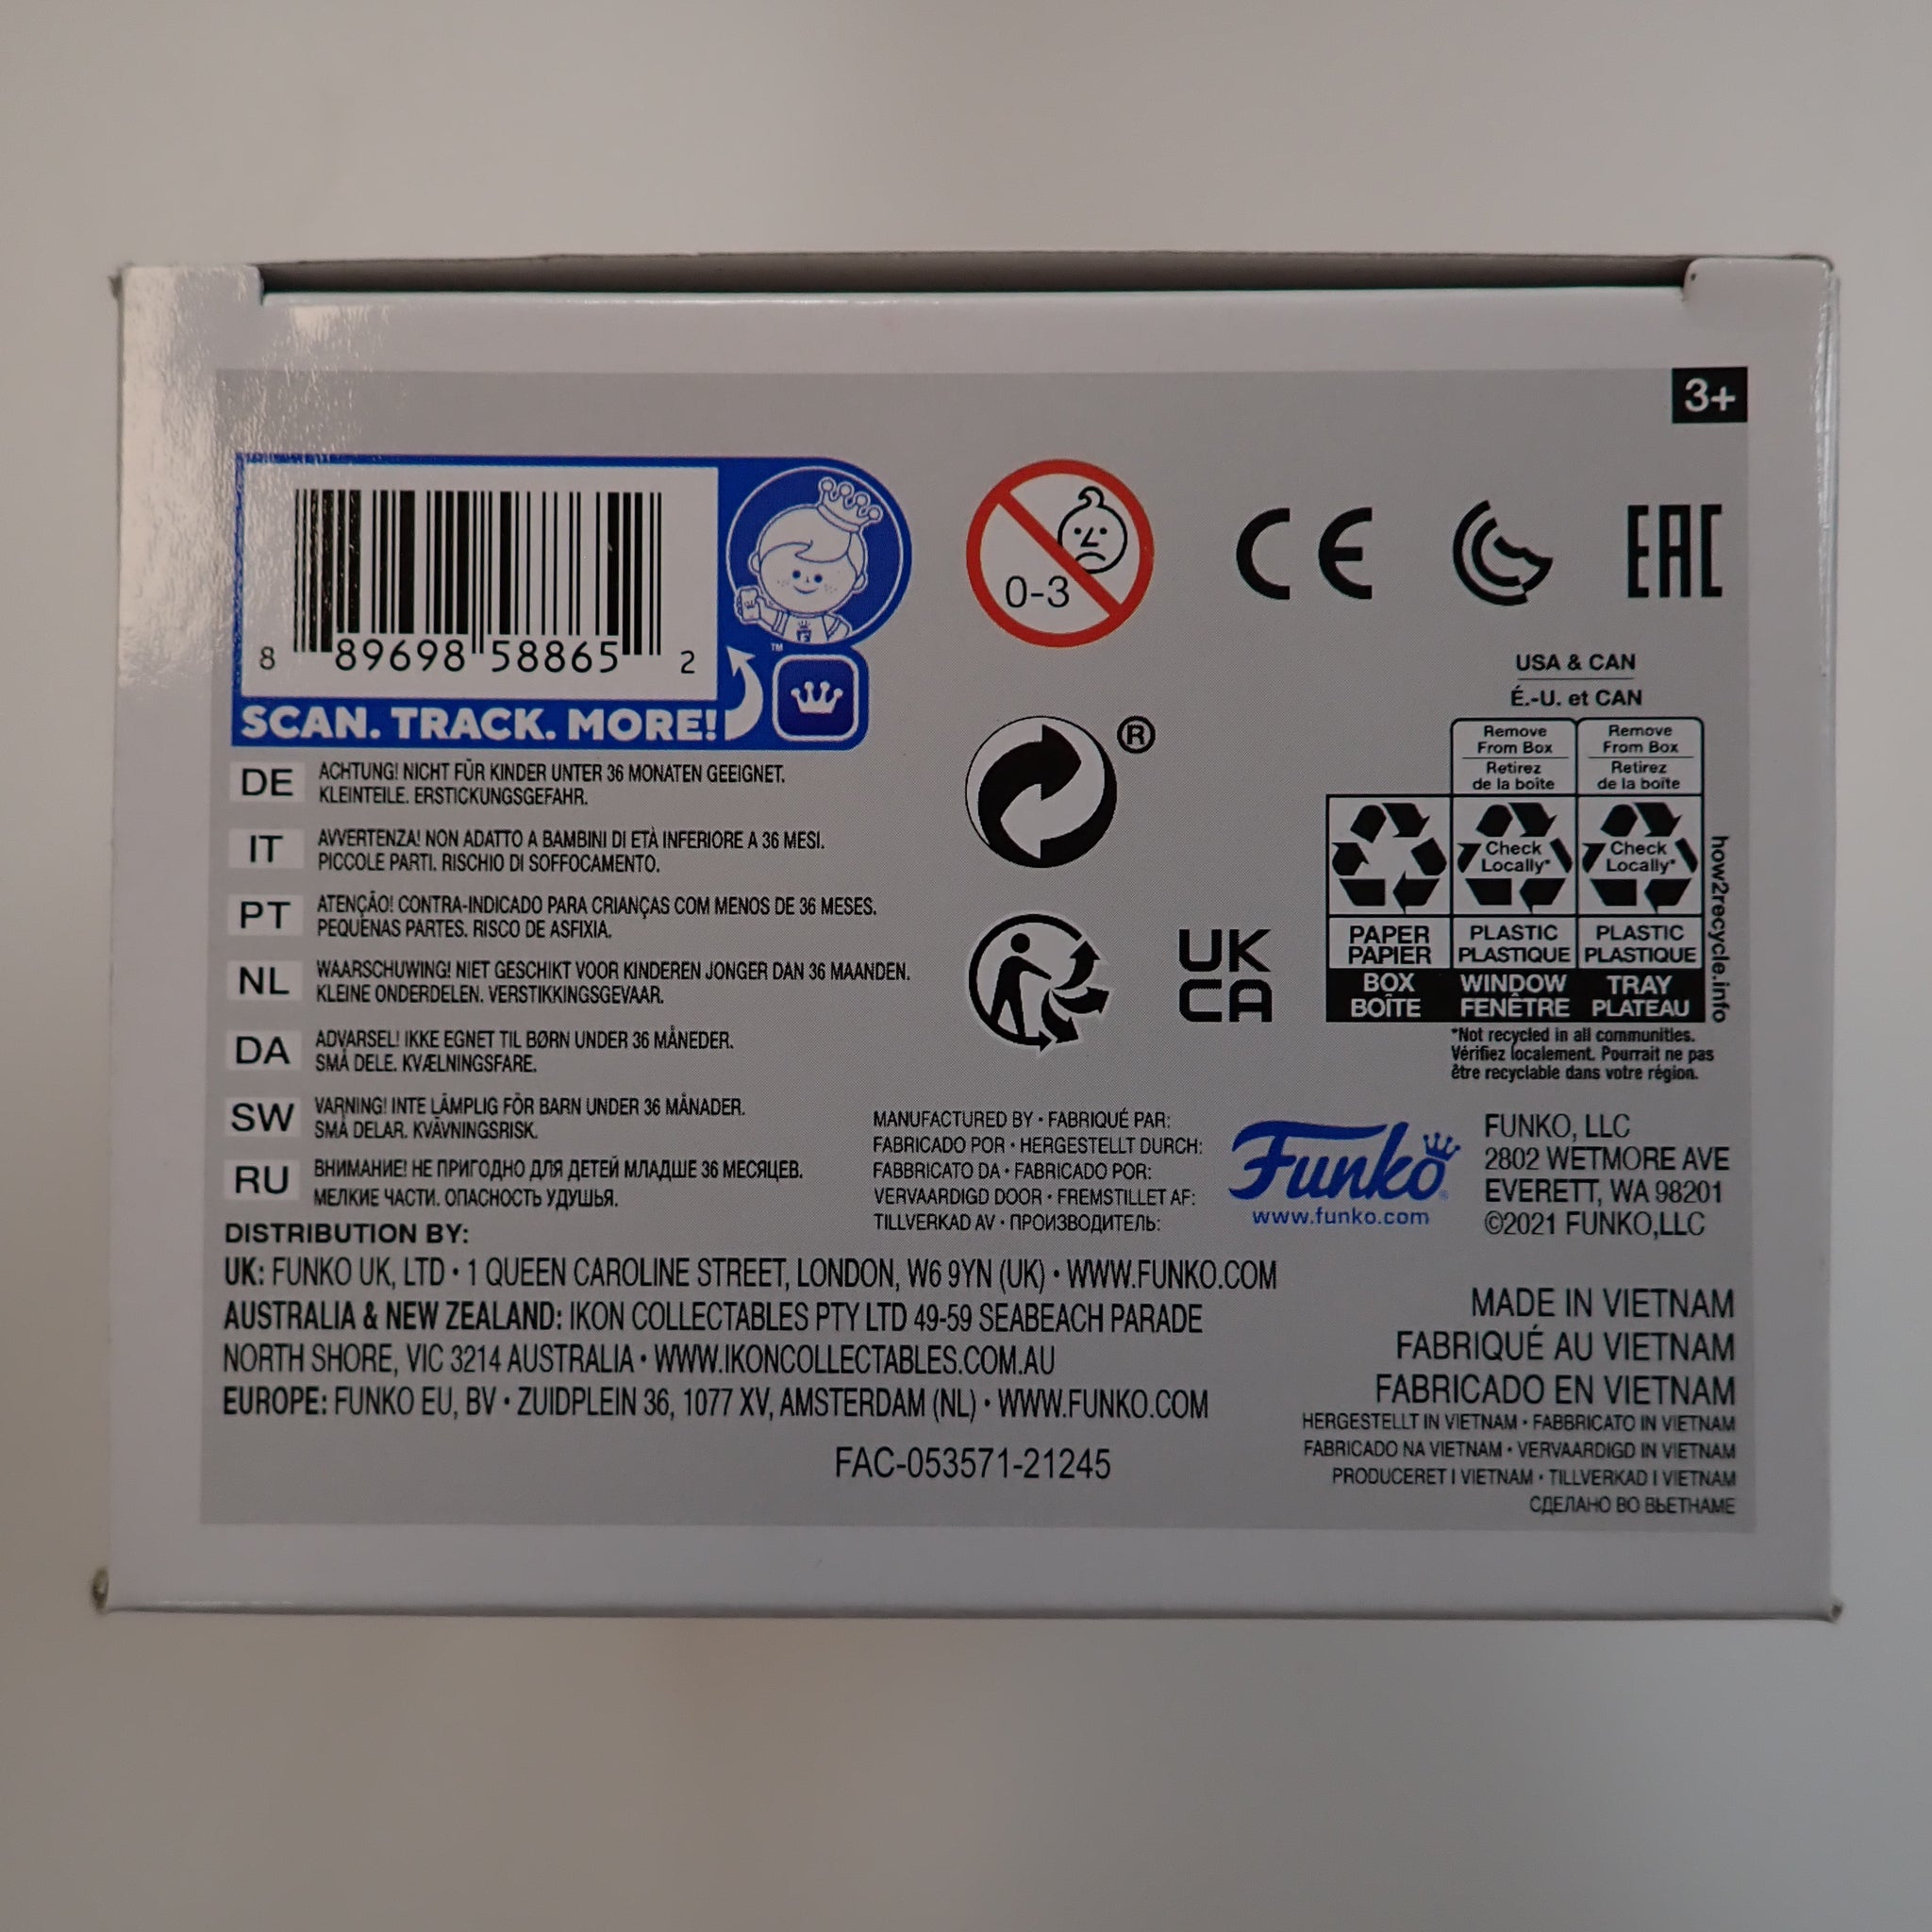 3+
8 89698 58865 2
™
SCAN. TRACK. MORE!
0-3
CE
EAC
USA & CAN
É.-U. et CAN
Remove
From Box
Retirez
de la boîte
Remove
From Box
Retirez
de la boîte
®
Check
Locally*
Check
Locally*
PAPER
PAPIER
PLASTIC
PLASTIQUE
PLASTIC
PLASTIQUE
BOX
BOÎTE
WINDOW
FENÊTRE
TRAY
PLATEAU
how2recycle.info
*Not recycled in all communities.
Vérifiez localement. Pourrait ne pas
être recyclable dans votre région.
UK
CA
DE ACHTUNG! NICHT FÜR KINDER UNTER 36 MONATEN GEEIGNET.
KLEINTEILE. ERSTICKUNGSGEFAHR.
IT AVVERTENZA! NON ADATTO A BAMBINI DI ETÀ INFERIORE A 36 MESI.
PICCOLE PARTI. RISCHIO DI SOFFOCAMENTO.
PT ATENÇÃO! CONTRA-INDICADO PARA CRIANÇAS COM MENOS DE 36 MESES.
PEQUENAS PARTES. RISCO DE ASFIXIA.
NL WAARSCHUWING! NIET GESCHIKT VOOR KINDEREN JONGER DAN 36 MAANDEN.
KLEINE ONDERDELEN. VERSTIKKINGSGEVAAR.
DA ADVARSEL! IKKE EGNET TIL BØRN UNDER 36 MÅNEDER.
SMÅ DELE. KVÆLNINGSFARE.
SW VARNING! INTE LÄMPLIG FÖR BARN UNDER 36 MÅNADER.
SMÅ DELAR. KVÄVNINGSRISK.
RU ВНИМАНИЕ! НЕ ПРИГОДНО ДЛЯ ДЕТЕЙ МЛАДШЕ 36 МЕСЯЦЕВ.
МЕЛКИЕ ЧАСТИ. ОПАСНОСТЬ УДУШЬЯ.
MANUFACTURED BY • FABRIQUÉ PAR:
FABRICADO POR • HERGESTELLT DURCH:
FABBRICATO DA • FABRICADO POR:
VERVAARDIGD DOOR • FREMSTILLET AF:
TILLVERKAD AV • ПРОИЗВОДИТЕЛЬ:
Funko
www.funko.com
FUNKO, LLC
2802 WETMORE AVE
EVERETT, WA 98201
©2021 FUNKO,LLC
DISTRIBUTION BY:
UK: FUNKO UK, LTD • 1 QUEEN CAROLINE STREET, LONDON, W6 9YN (UK) • WWW.FUNKO.COM
AUSTRALIA & NEW ZEALAND: IKON COLLECTABLES PTY LTD 49-59 SEABEACH PARADE
NORTH SHORE, VIC 3214 AUSTRALIA • WWW.IKONCOLLECTABLES.COM.AU
EUROPE: FUNKO EU, BV • ZUIDPLEIN 36, 1077 XV, AMSTERDAM (NL) • WWW.FUNKO.COM
FAC-053571-21245
MADE IN VIETNAM
FABRIQUÉ AU VIETNAM
FABRICADO EN VIETNAM
HERGESTELLT IN VIETNAM • FABBRICATO IN VIETNAM
FABRICADO NA VIETNAM • VERVAARDIGD IN VIETNAM
PRODUCERET I VIETNAM • TILLVERKAD I VIETNAM
СДЕЛАНО ВО ВЬЕТНАМЕ